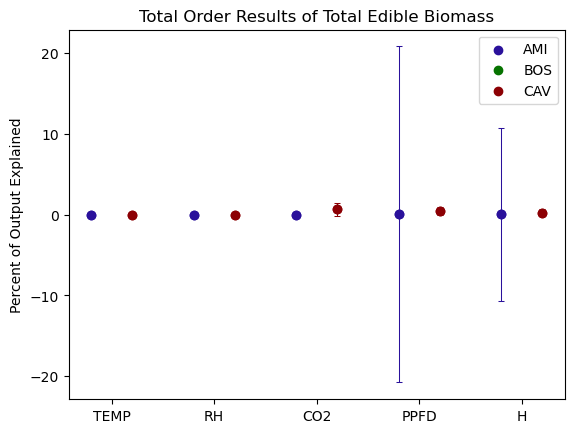 Total Order Results of Total Edible Biomass
AMI
BOS
CAV
Percent of Output Explained
20
10
0
−10
−20
TEMP
RH
CO2
PPFD
H